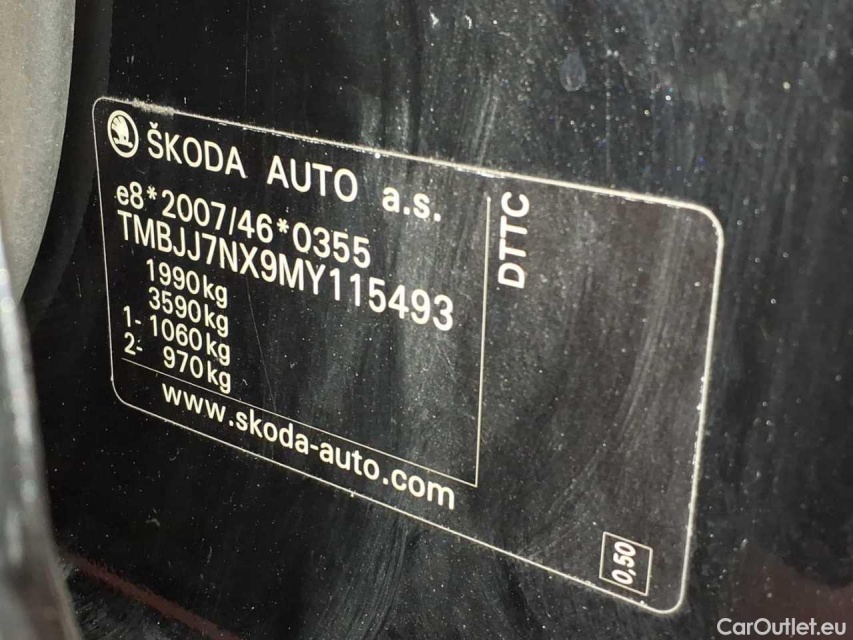 ŠKODA AUTO a.s.
e8*2007/46*0355
TMBJJ7NX9MY115493
1990kg
3590kg
1- 1060kg
2- 970kg
www.skoda-auto.com
DTTC
0,50
CarOutlet.eu